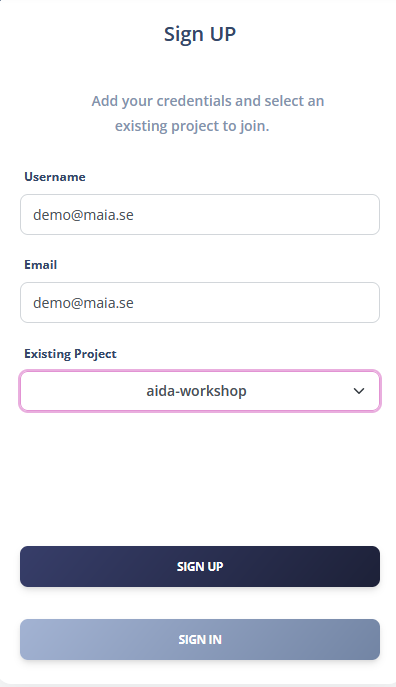 Sign UP
Add your credentials and select an
existing project to join.
Username
demo@maia.se
Email
demo@maia.se
Existing Project
aida-workshop
SIGN UP
SIGN IN